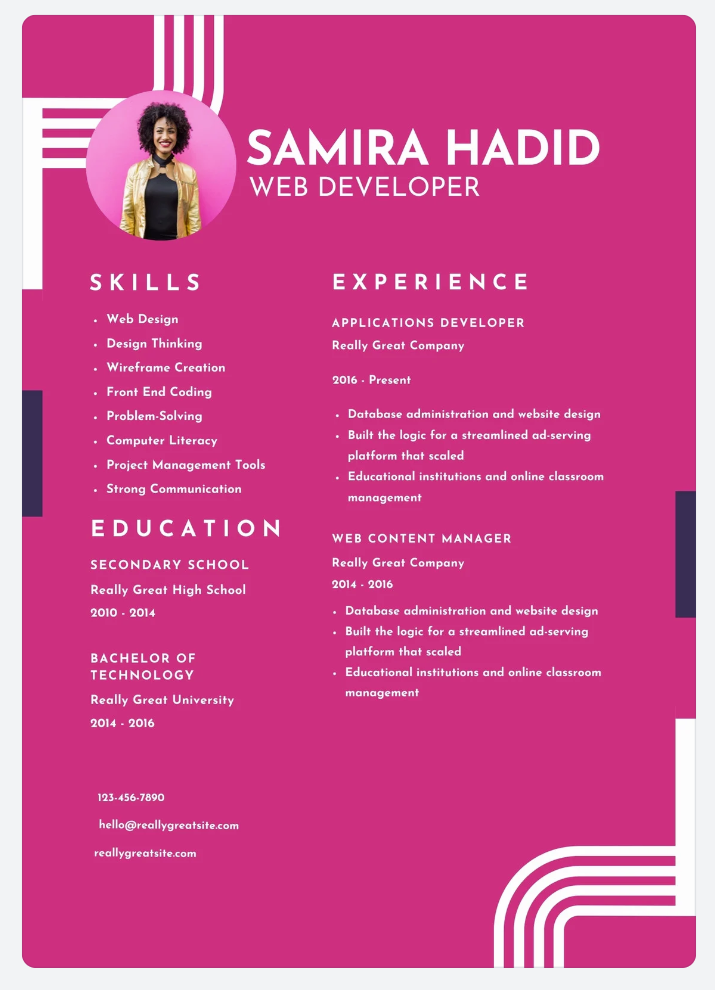 SAMIRA HADID
WEB DEVELOPER
SKILLS
• Web Design
• Design Thinking
• Wireframe Creation
• Front End Coding
• Problem-Solving
• Computer Literacy
• Project Management Tools
• Strong Communication
EDUCATION
SECONDARY SCHOOL
Really Great High School
2010 - 2014
BACHELOR OF
TECHNOLOGY
Really Great University
2014 - 2016
123-456-7890
hello@reallygreatsite.com
reallygreatsite.com
EXPERIENCE
APPLICATIONS DEVELOPER
Really Great Company
2016 - Present
• Database administration and website design
• Built the logic for a streamlined ad-serving
platform that scaled
• Educational institutions and online classroom
management
WEB CONTENT MANAGER
Really Great Company
2014 - 2016
• Database administration and website design
• Built the logic for a streamlined ad-serving
platform that scaled
• Educational institutions and online classroom
management